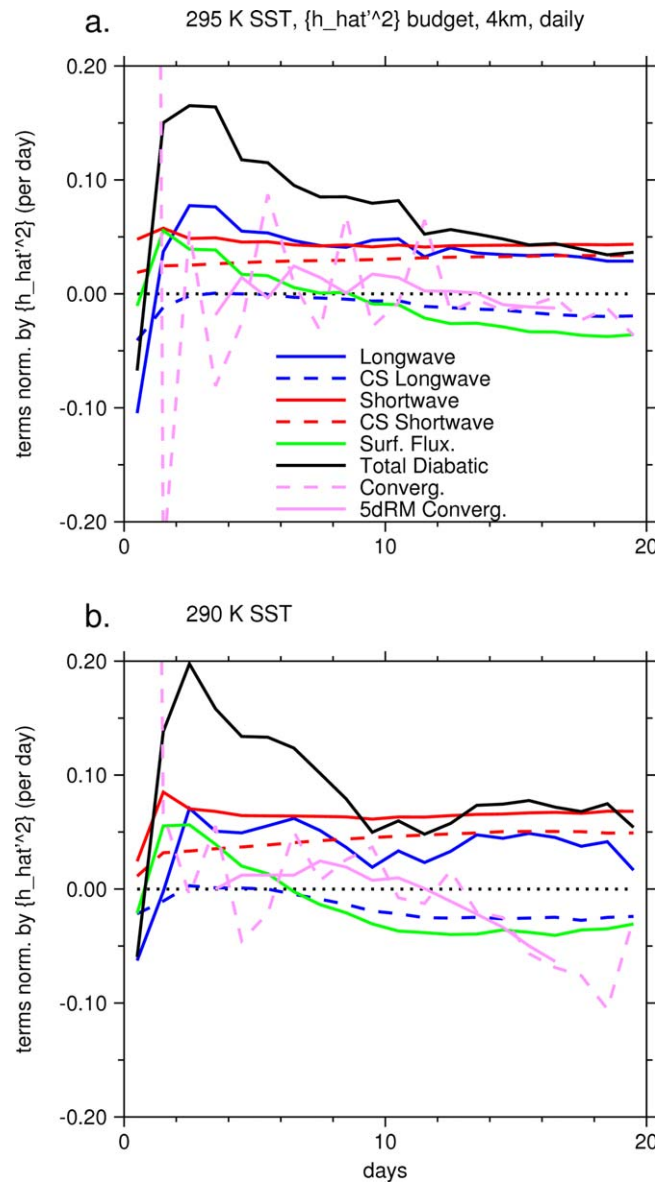 a. 295 K SST, {h_hat'^2} budget, 4km, daily
0.20
0.10
0.00
-0.10
-0.20
terms norm. by {h_hat'^2} (per day)
Longwave
CS Longwave
Shortwave
CS Shortwave
Surf. Flux.
Total Diabatic
Converg.
5dRM Converg.
0 10 20
b. 290 K SST
0.20
0.10
0.00
-0.10
-0.20
terms norm. by {h_hat'^2} (per day)
0 10 20
days